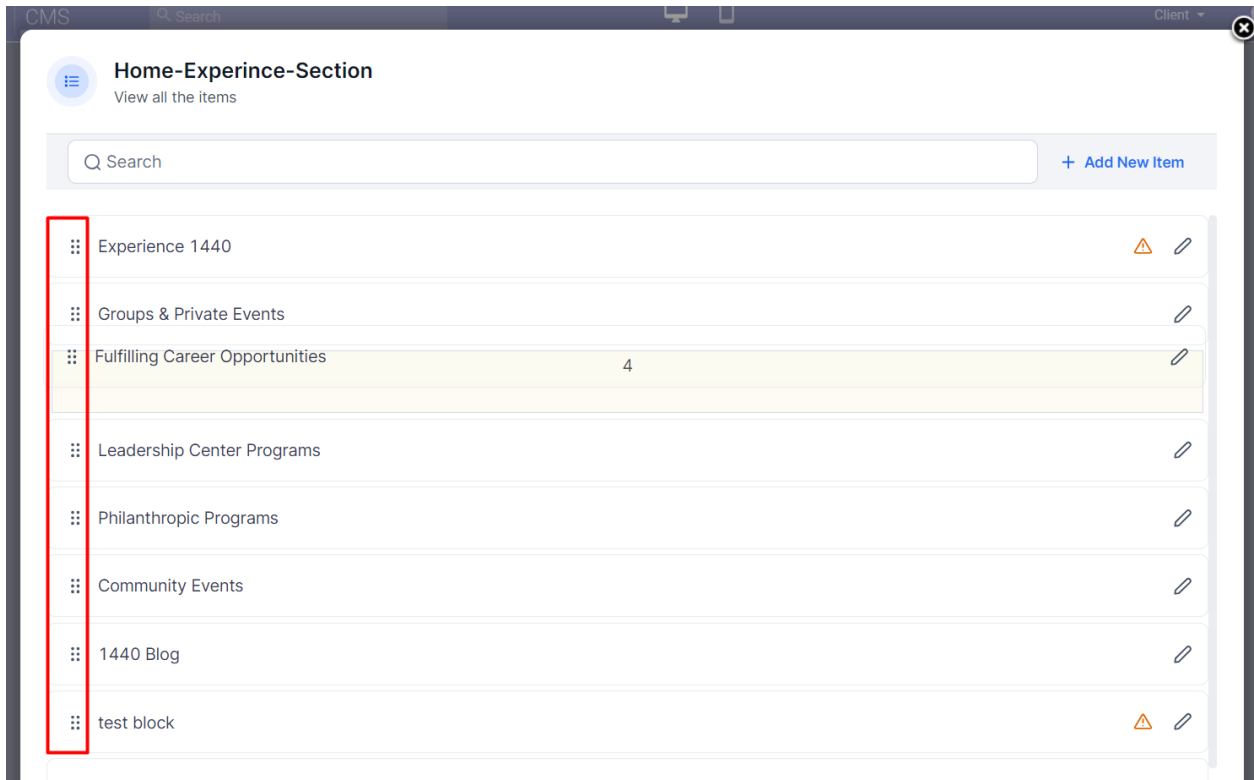 CMS
Search
Client
Home-Experince-Section
View all the items
Search
+ Add New Item
Experience 1440
Groups & Private Events
Fulfilling Career Opportunities
4
Leadership Center Programs
Philanthropic Programs
Community Events
1440 Blog
test block